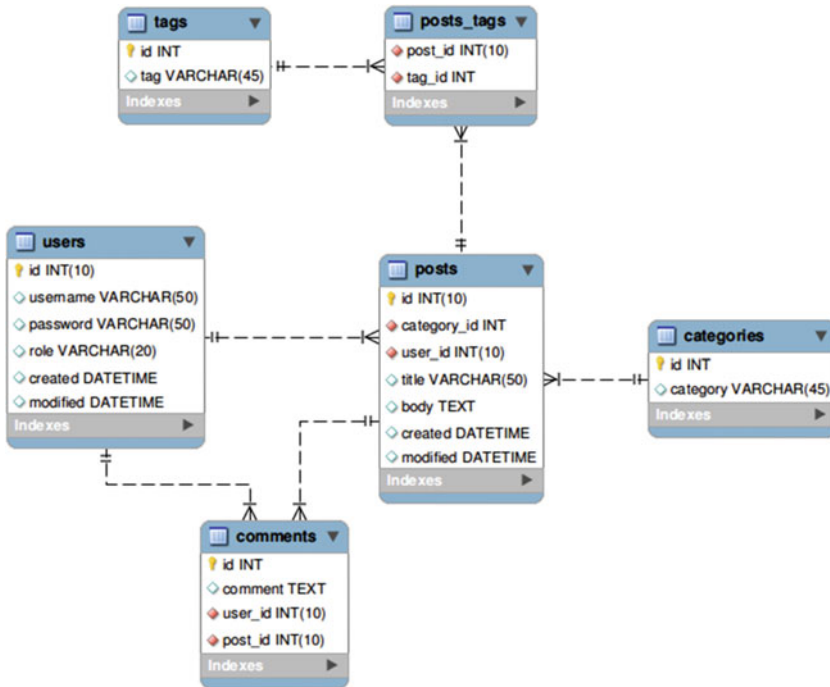 tags
id INT
tag VARCHAR(45)
Indexes
posts_tags
post_id INT(10)
tag_id INT
Indexes
users
id INT(10)
username VARCHAR(50)
password VARCHAR(50)
role VARCHAR(20)
created DATETIME
modified DATETIME
Indexes
posts
id INT(10)
category_id INT
user_id INT(10)
title VARCHAR(50)
body TEXT
created DATETIME
modified DATETIME
Indexes
categories
id INT
category VARCHAR(45)
Indexes
comments
id INT
comment TEXT
user_id INT(10)
post_id INT(10)
Indexes